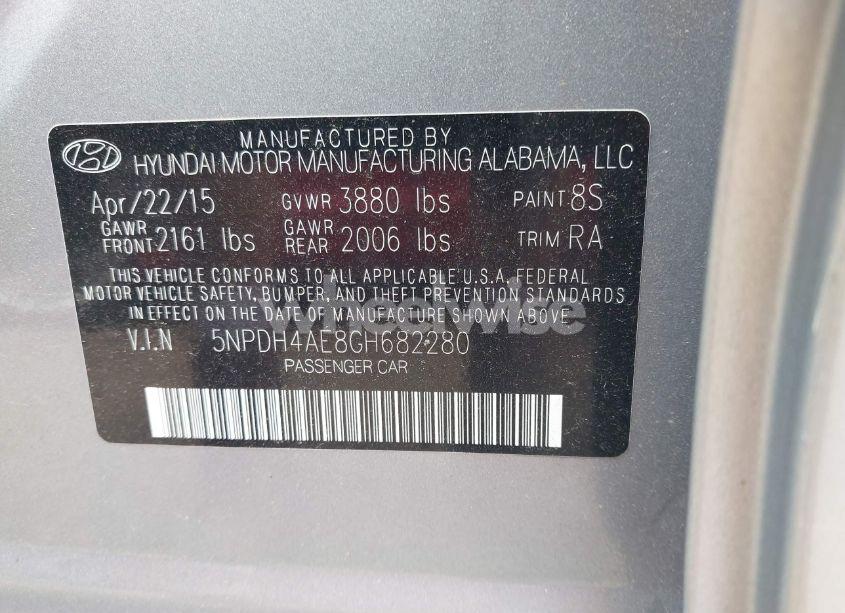 MANUFACTURED BY
HYUNDAI MOTOR MANUFACTURING ALABAMA, LLC
Apr/22/15 GVWR 3880 lbs PAINT 8S
GAWR FRONT 2161 lbs GAWR REAR 2006 lbs TRIM RA
THIS VEHICLE CONFORMS TO ALL APPLICABLE U.S.A. FEDERAL
MOTOR VEHICLE SAFETY, BUMPER, AND THEFT PREVENTION STANDARDS
IN EFFECT ON THE DATE OF MANUFACTURE SHOWN ABOVE.
wheelwise
V.I.N 5NPDH4AE8GH682280
PASSENGER CAR